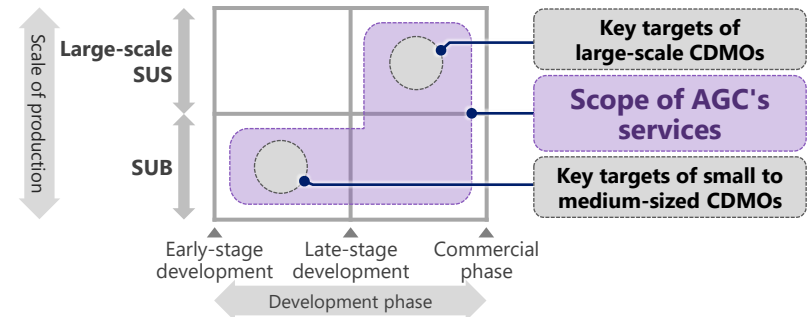 Scale of production
Large-scale
SUS
SUB
Key targets of
large-scale CDMOs
Scope of AGC's
services
Key targets of small to
medium-sized CDMOs
Early-stage
development
Late-stage
development
Commercial
phase
Development phase